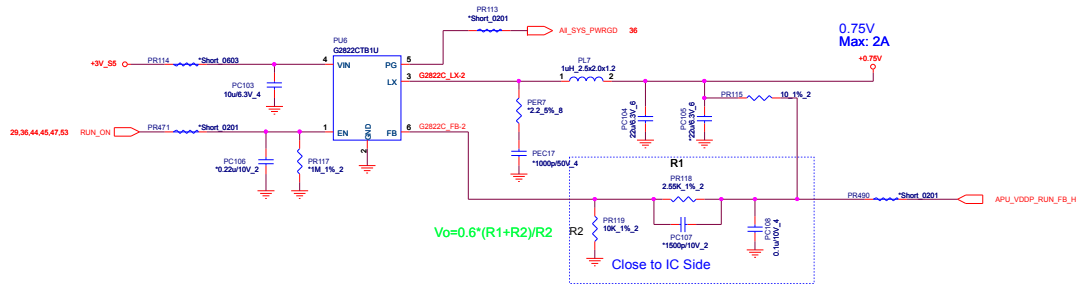 PR113
*Short_0201
All_SYS_PWRGD 36
0.75V
Max: 2A
+0.75V
PU6
G2822CTB1U
+3V_S5
PR114
*Short_0603
4 VIN
PG 5
LX 3
G2822C_LX-2
PL7
1uH_2.5x2.0x1.2
1 2
PC103
10u/6.3V_4
PER7
*2.2_5%_8
PC104
22u/6.3V_6
PC105
*22u/6.3V_6
PR115
10_1%_2
29,36,44,45,47,53 RUN_ON
PR471
*Short_0201
1 EN
GND
2
FB 6
G2822C_FB-2
PC106
*0.22u/10V_2
PR117
*1M_1%_2
PEC17
*1000p/50V_4
R1
PR118
2.55K_1%_2
PR490
*Short_0201
APU_VDDP_RUN_FB_H
Vo=0.6*(R1+R2)/R2
R2
PR119
10K_1%_2
PC107
*1500p/10V_2
PC108
0.1u/10V_4
Close to IC Side